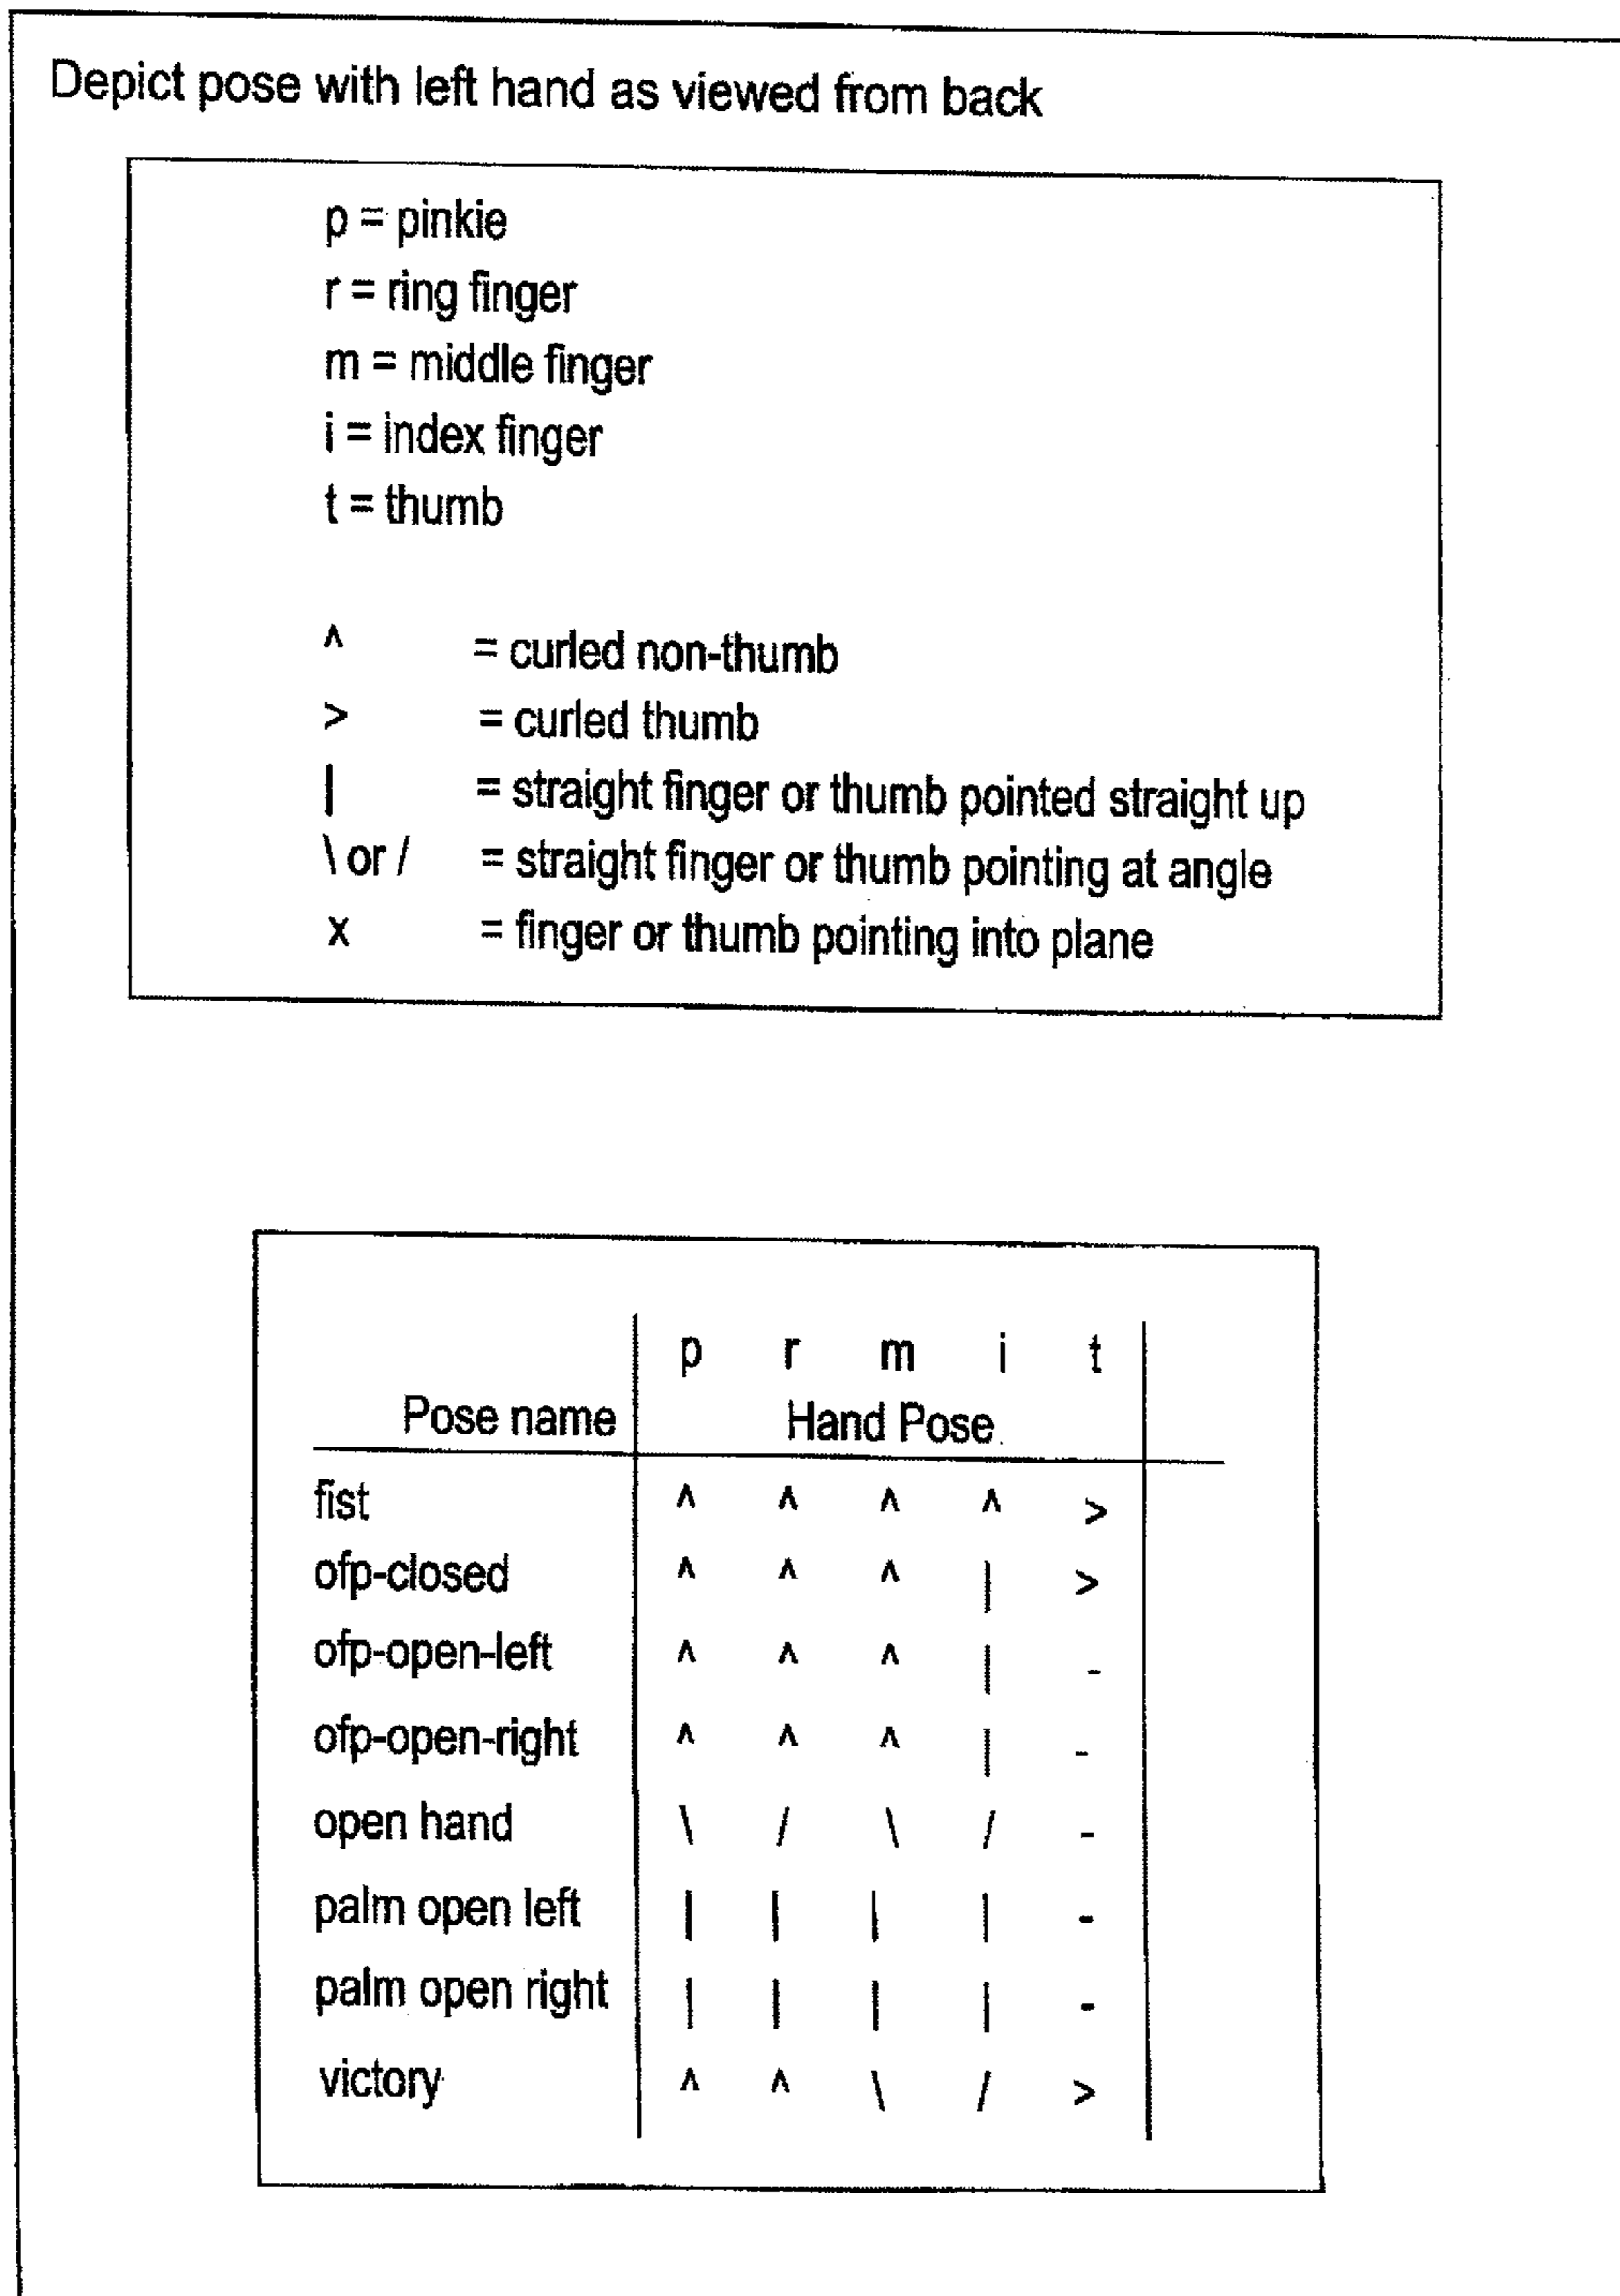 Depict pose with left hand as viewed from back
p = pinkie
r = ring finger
m = middle finger
i = index finger
t = thumb
^ = curled non-thumb
> = curled thumb
| = straight finger or thumb pointed straight up
\ or / = straight finger or thumb pointing at angle
x = finger or thumb pointing into plane
p r m i t
Pose name Hand Pose
fist ^ ^ ^ ^ >
ofp-closed ^ ^ ^ | >
ofp-open-left ^ ^ ^ | -
ofp-open-right ^ ^ ^ | -
open hand \ / \ / -
palm open left | | | | -
palm open right | | | | -
victory ^ ^ \ / >